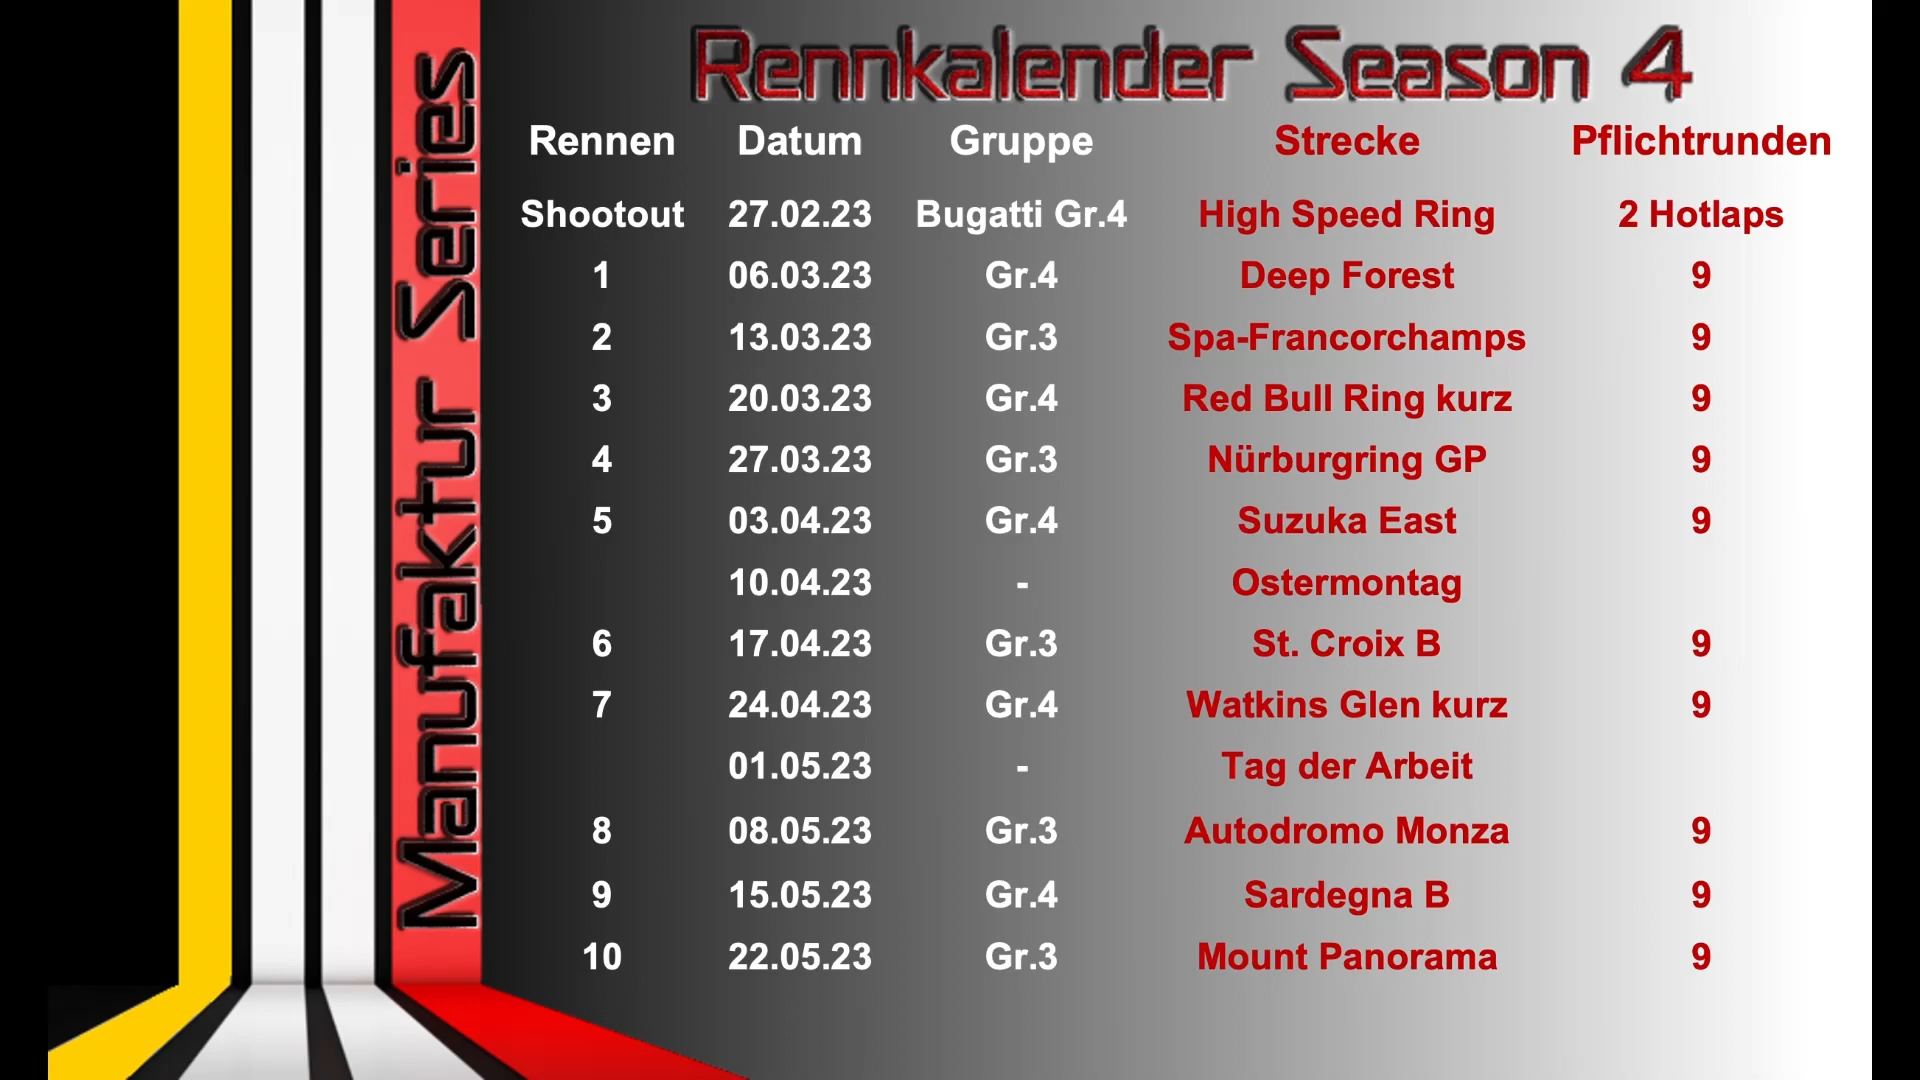 Manufaktur Series
Rennkalender Season 4
Rennen Datum Gruppe Strecke Pflichtrunden
Shootout 27.02.23 Bugatti Gr.4 High Speed Ring 2 Hotlaps
1 06.03.23 Gr.4 Deep Forest 9
2 13.03.23 Gr.3 Spa-Francorchamps 9
3 20.03.23 Gr.4 Red Bull Ring kurz 9
4 27.03.23 Gr.3 Nürburgring GP 9
5 03.04.23 Gr.4 Suzuka East 9
10.04.23 - Ostermontag
6 17.04.23 Gr.3 St. Croix B 9
7 24.04.23 Gr.4 Watkins Glen kurz 9
01.05.23 - Tag der Arbeit
8 08.05.23 Gr.3 Autodromo Monza 9
9 15.05.23 Gr.4 Sardegna B 9
10 22.05.23 Gr.3 Mount Panorama 9